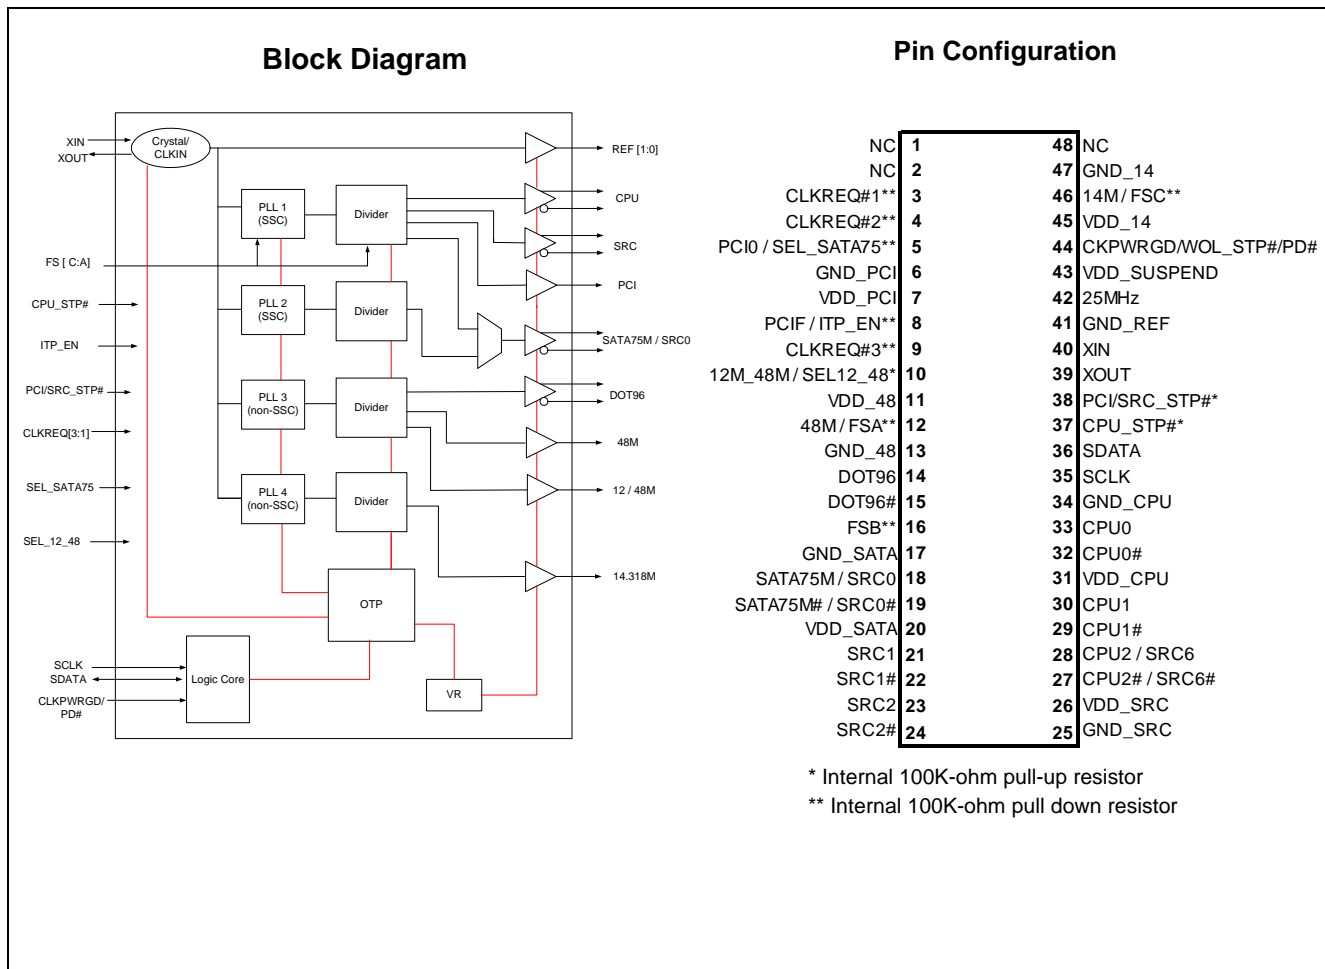 Block Diagram
XIN
XOUT
Crystal/
CLKIN
REF [1:0]
PLL 1
(SSC)
Divider
CPU
SRC
FS [ C:A]
PCI
CPU_STP#
PLL 2
(SSC)
Divider
ITP_EN
SATA75M / SRC0
PCI/SRC_STP#
PLL 3
(non-SSC)
Divider
DOT96
CLKREQ[3:1]
48M
SEL_SATA75
PLL 4
(non-SSC)
Divider
12 / 48M
SEL_12_48
14.318M
OTP
SCLK
SDATA
CLKPWRGD/
PD#
Logic Core
VR
Pin Configuration
NC 1 48 NC
NC 2 47 GND_14
CLKREQ#1** 3 46 14M / FSC**
CLKREQ#2** 4 45 VDD_14
PCI0 / SEL_SATA75** 5 44 CKPWRGD/WOL_STP#/PD#
GND_PCI 6 43 VDD_SUSPEND
VDD_PCI 7 42 25MHz
PCIF / ITP_EN** 8 41 GND_REF
CLKREQ#3** 9 40 XIN
12M_48M / SEL12_48* 10 39 XOUT
VDD_48 11 38 PCI/SRC_STP#*
48M / FSA** 12 37 CPU_STP#*
GND_48 13 36 SDATA
DOT96 14 35 SCLK
DOT96# 15 34 GND_CPU
FSB** 16 33 CPU0
GND_SATA 17 32 CPU0#
SATA75M / SRC0 18 31 VDD_CPU
SATA75M# / SRC0# 19 30 CPU1
VDD_SATA 20 29 CPU1#
SRC1 21 28 CPU2 / SRC6
SRC1# 22 27 CPU2# / SRC6#
SRC2 23 26 VDD_SRC
SRC2# 24 25 GND_SRC
* Internal 100K-ohm pull-up resistor
** Internal 100K-ohm pull down resistor